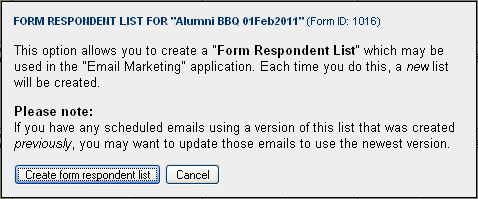 FORM RESPONDENT LIST FOR "Alumni BBQ 01Feb2011" (Form ID: 1016)
This option allows you to create a "Form Respondent List" which may be
used in the "Email Marketing" application. Each time you do this, a new list
will be created.
Please note:
If you have any scheduled emails using a version of this list that was created
previously, you may want to update those emails to use the newest version.
Create form respondent list Cancel